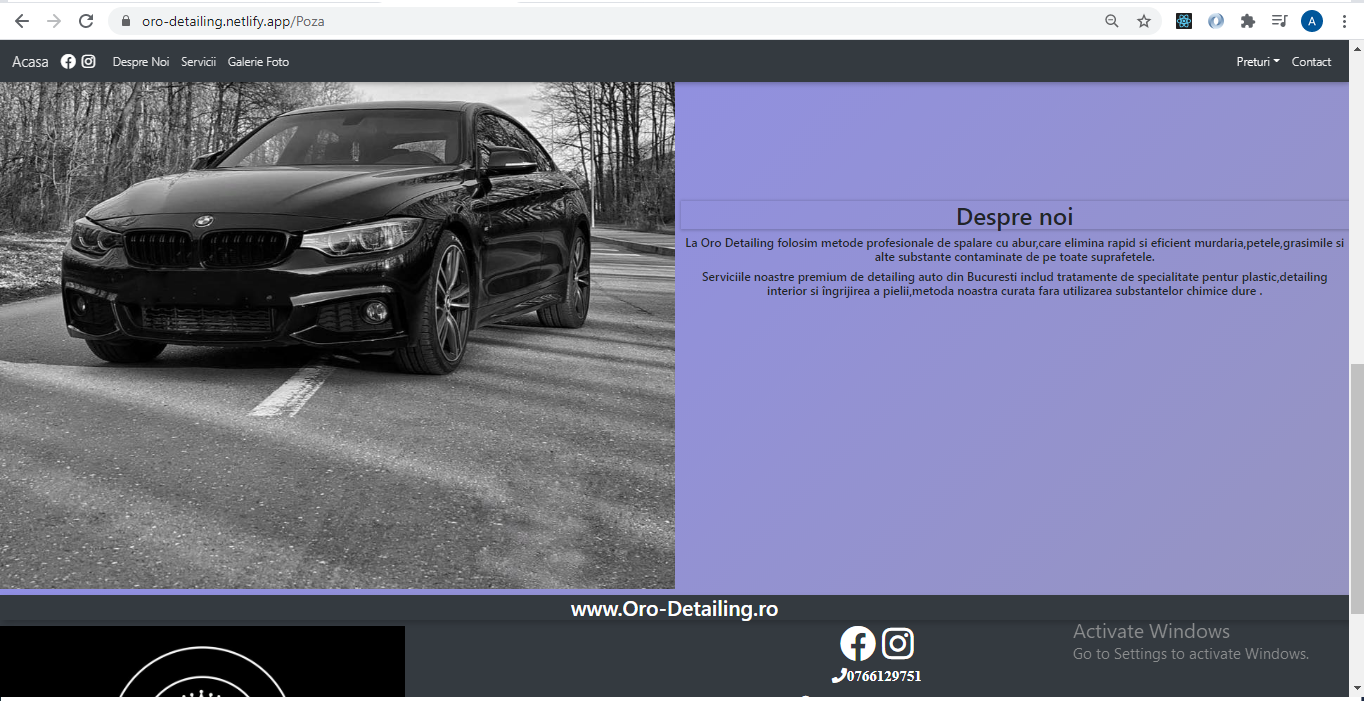 oro-detailing.netlify.app/Poza
A
Acasa Despre Noi Servicii Galerie Foto Preturi Contact
Despre noi
La Oro Detailing folosim metode profesionale de spalare cu abur,care elimina rapid si eficient murdaria,petele,grasimile si
alte substante contaminate de pe toate suprafetele.
Serviciile noastre premium de detailing auto din Bucuresti includ tratamente de specialitate pentur plastic,detailing
interior si îngrijirea a pielii,metoda noastra curata fara utilizarea substantelor chimice dure .
www.Oro-Detailing.ro
0766129751
Activate Windows
Go to Settings to activate Windows.